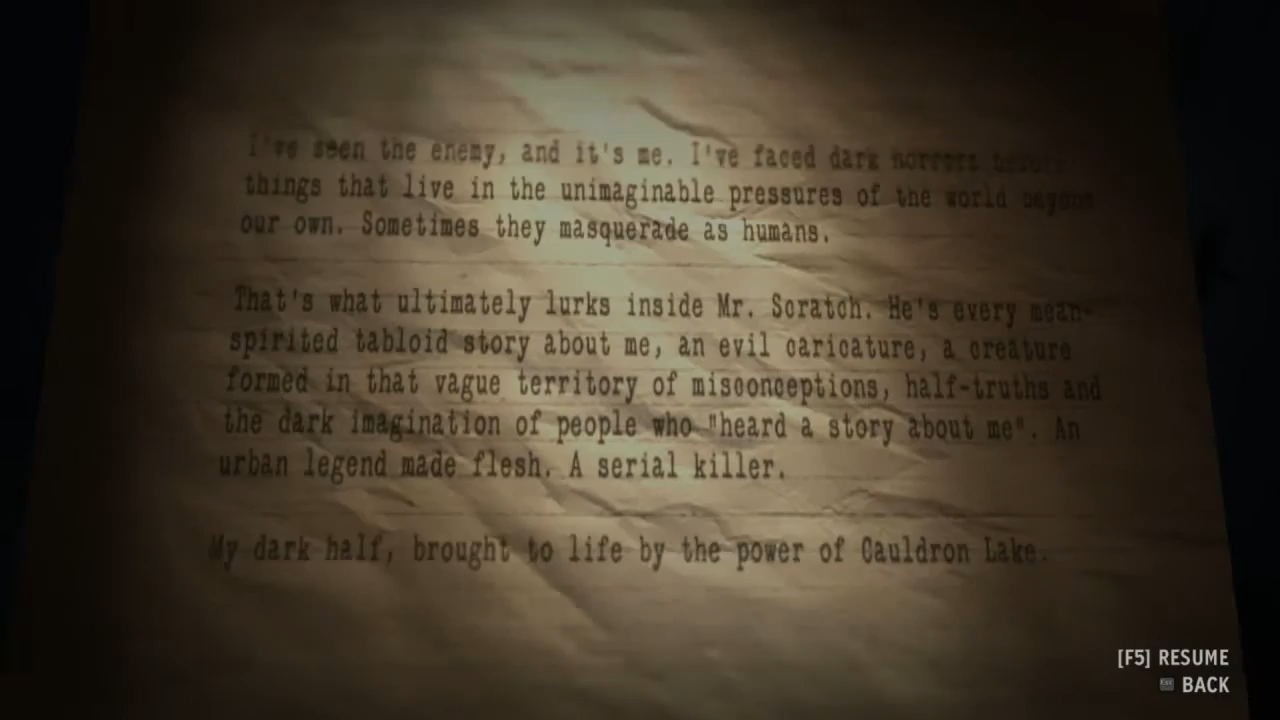 I've seen the enemy, and it's me. I've faced dark horrors before
things that live in the unimaginable pressures of the world beyond
our own. Sometimes they masquerade as humans.
That's what ultimately lurks inside Mr. Scratch. He's every mean-
spirited tabloid story about me, an evil caricature, a creature
formed in that vague territory of misconceptions, half-truths and
the dark imagination of people who "heard a story about me". An
urban legend made flesh. A serial killer.
My dark half, brought to life by the power of Cauldron Lake.
[F5] RESUME
Esc BACK